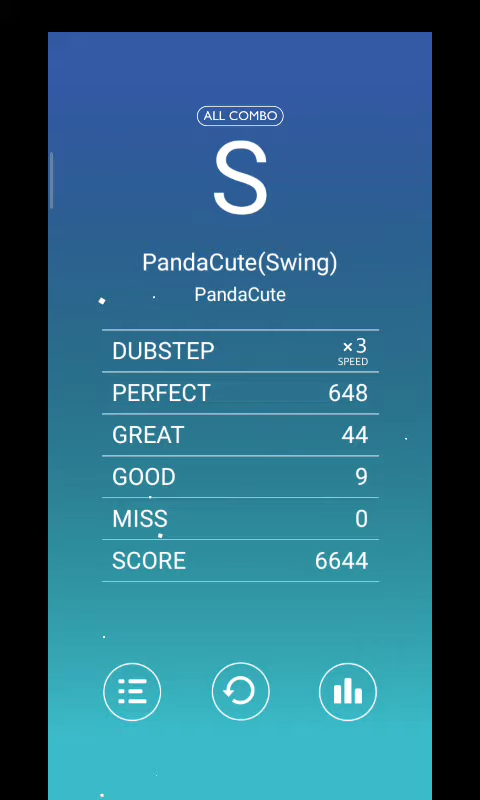 ALL COMBO
S
PandaCute(Swing)
PandaCute
DUBSTEP ×3
SPEED
PERFECT 648
GREAT 44
GOOD 9
MISS 0
SCORE 6644